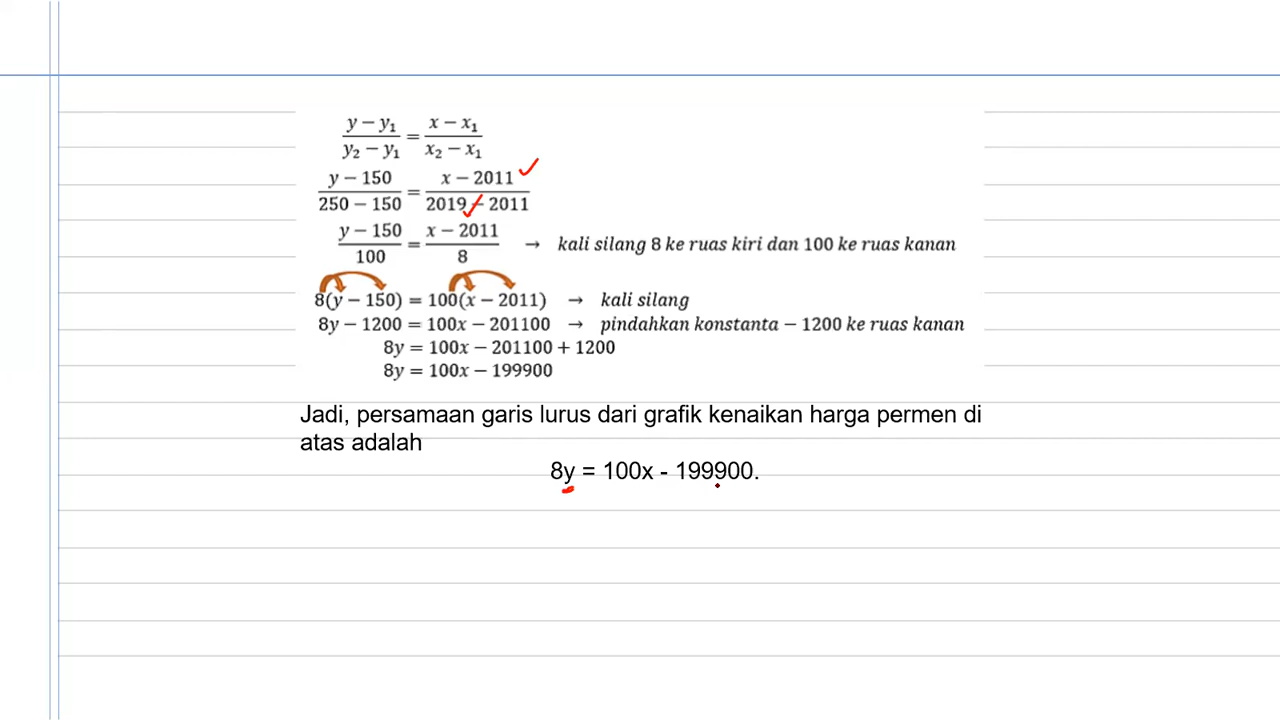 (y − y₁)/(y₂ − y₁) = (x − x₁)/(x₂ − x₁)
(y − 150)/(250 − 150) = (x − 2011)/(2019 − 2011)
(y − 150)/100 = (x − 2011)/8 → kali silang 8 ke ruas kiri dan 100 ke ruas kanan
8(y − 150) = 100(x − 2011) → kali silang
8y − 1200 = 100x − 201100 → pindahkan konstanta − 1200 ke ruas kanan
8y = 100x − 201100 + 1200
8y = 100x − 199900
Jadi, persamaan garis lurus dari grafik kenaikan harga permen di
atas adalah
8y = 100x - 199900.